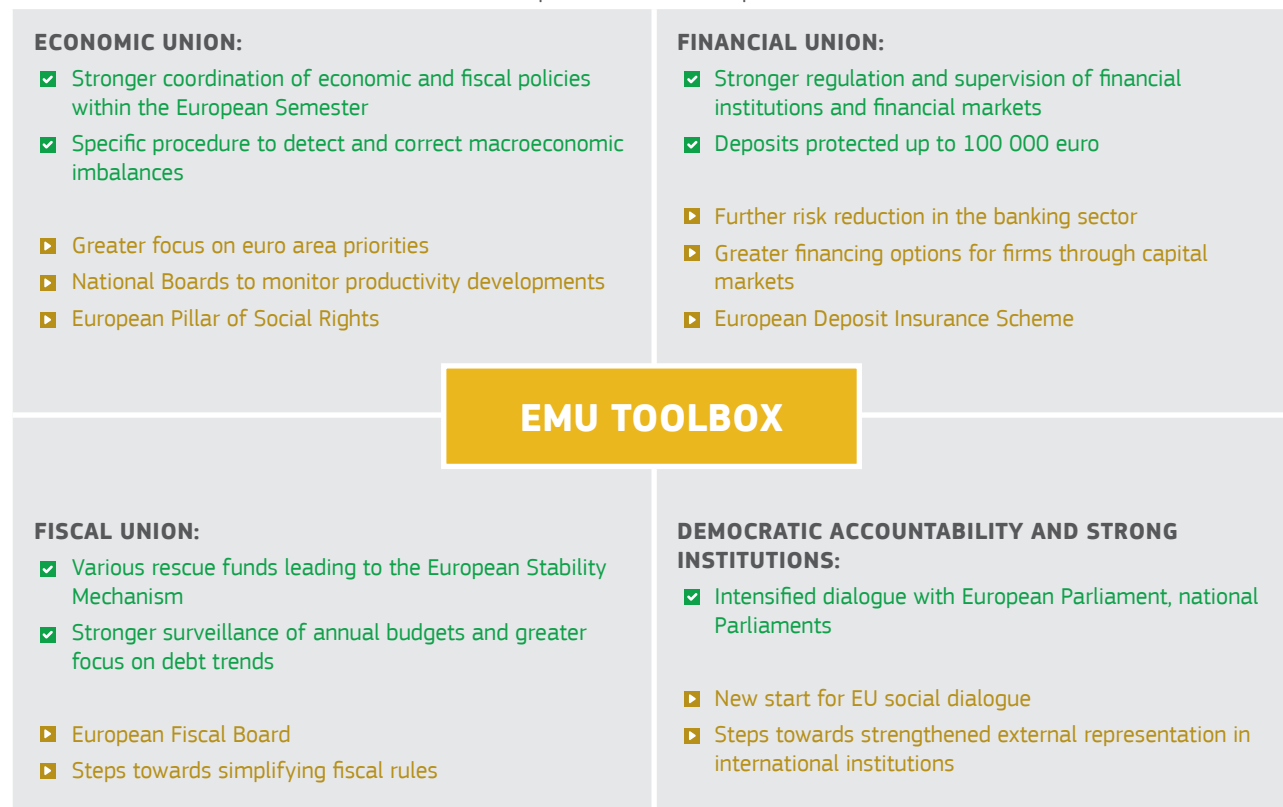 ECONOMIC UNION:
Stronger coordination of economic and fiscal policies
within the European Semester
Specific procedure to detect and correct macroeconomic
imbalances
Greater focus on euro area priorities
National Boards to monitor productivity developments
European Pillar of Social Rights
FINANCIAL UNION:
Stronger regulation and supervision of financial
institutions and financial markets
Deposits protected up to 100 000 euro
Further risk reduction in the banking sector
Greater financing options for firms through capital
markets
European Deposit Insurance Scheme
EMU TOOLBOX
FISCAL UNION:
Various rescue funds leading to the European Stability
Mechanism
Stronger surveillance of annual budgets and greater
focus on debt trends
European Fiscal Board
Steps towards simplifying fiscal rules
DEMOCRATIC ACCOUNTABILITY AND STRONG
INSTITUTIONS:
Intensified dialogue with European Parliament, national
Parliaments
New start for EU social dialogue
Steps towards strengthened external representation in
international institutions